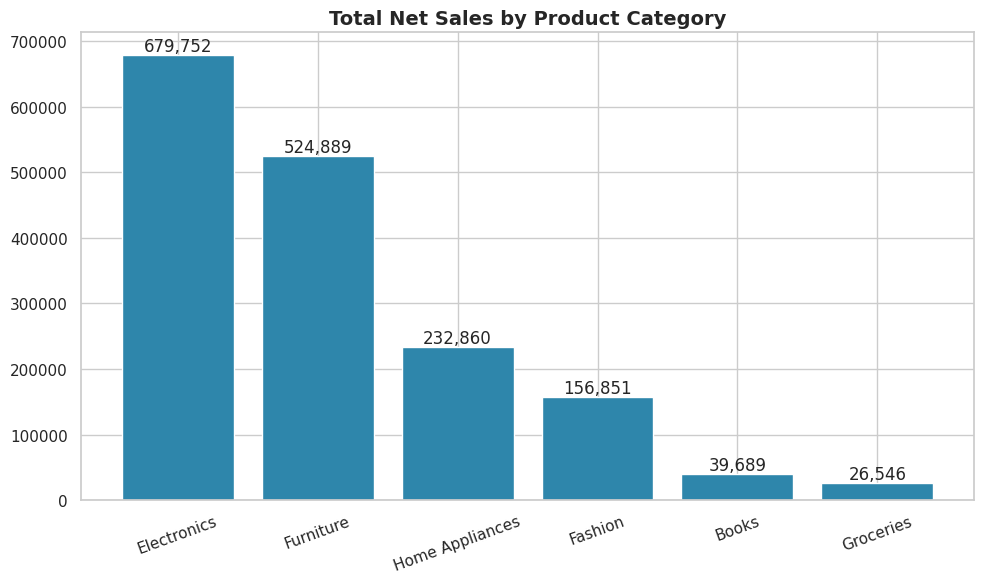 Total Net Sales by Product Category
700000
600000
500000
400000
300000
200000
100000
0
679,752
524,889
232,860
156,851
39,689
26,546
Electronics
Furniture
Home Appliances
Fashion
Books
Groceries